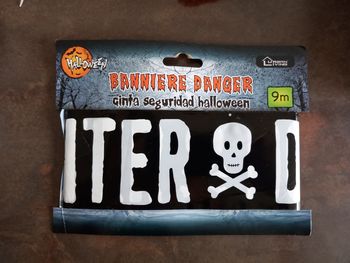 HALLOWEEN
BANNIERE DANGER
cinta seguridad halloween
9m
ITER D